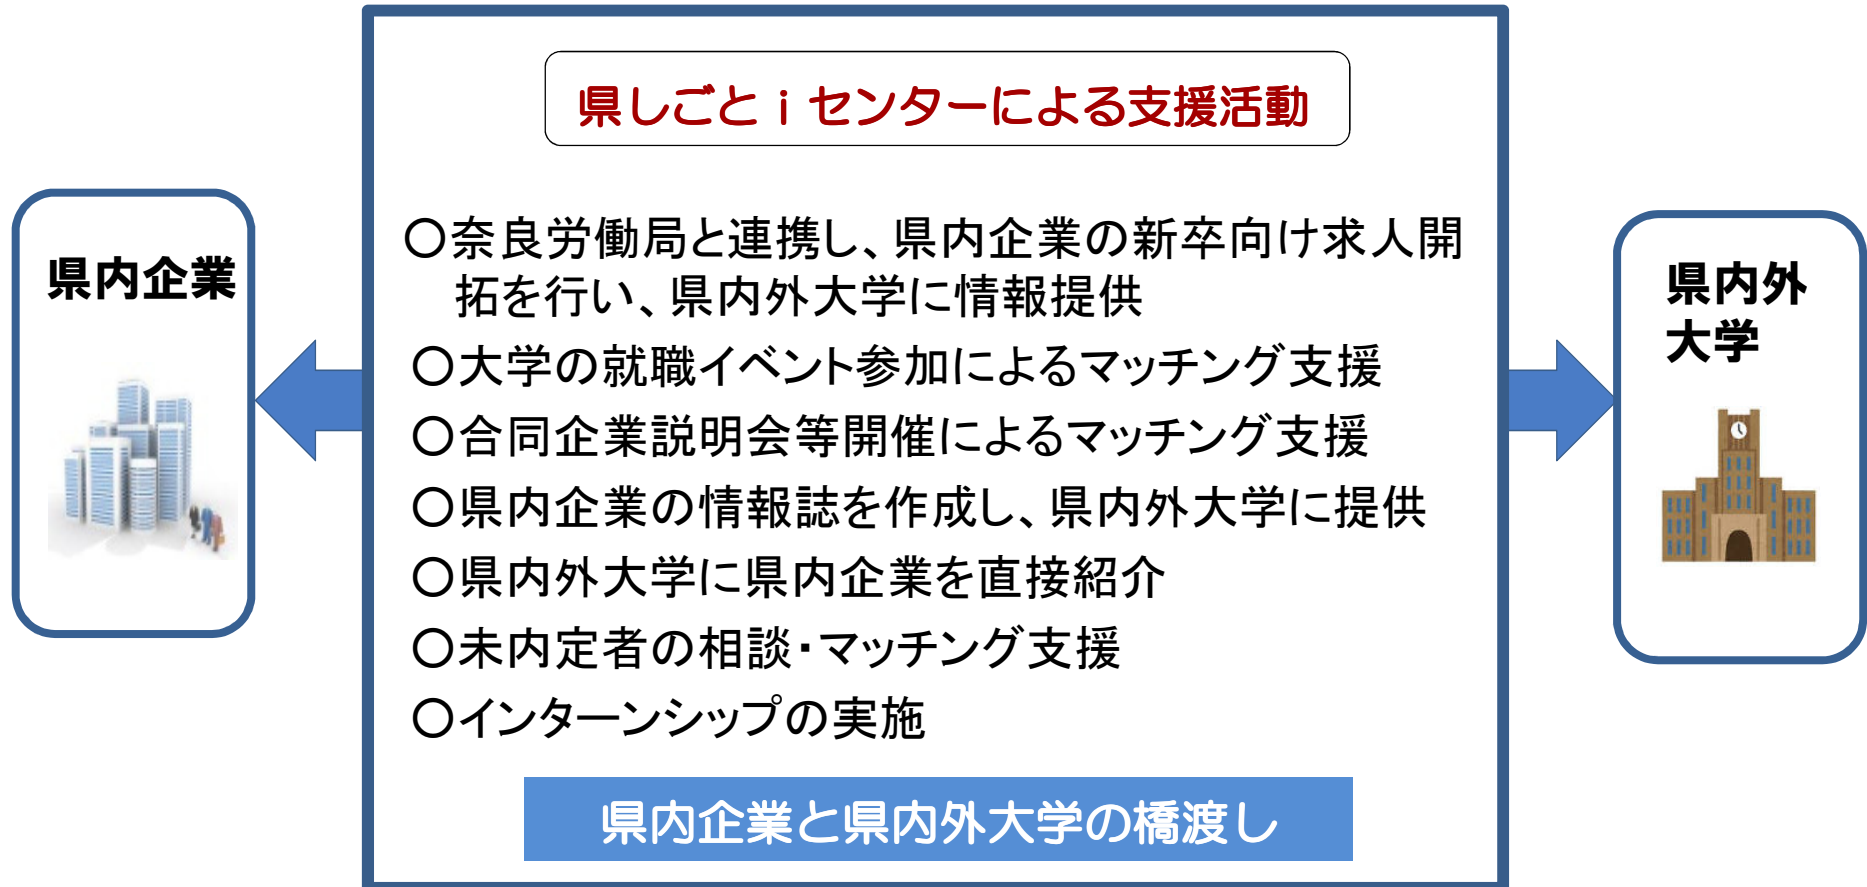 県しごとｉセンターによる支援活動
県内企業
〇奈良労働局と連携し、県内企業の新卒向け求人開
拓を行い、県内外大学に情報提供
〇大学の就職イベント参加によるマッチング支援
〇合同企業説明会等開催によるマッチング支援
〇県内企業の情報誌を作成し、県内外大学に提供
〇県内外大学に県内企業を直接紹介
〇未内定者の相談・マッチング支援
〇インターンシップの実施
県内企業と県内外大学の橋渡し
県内外
大学